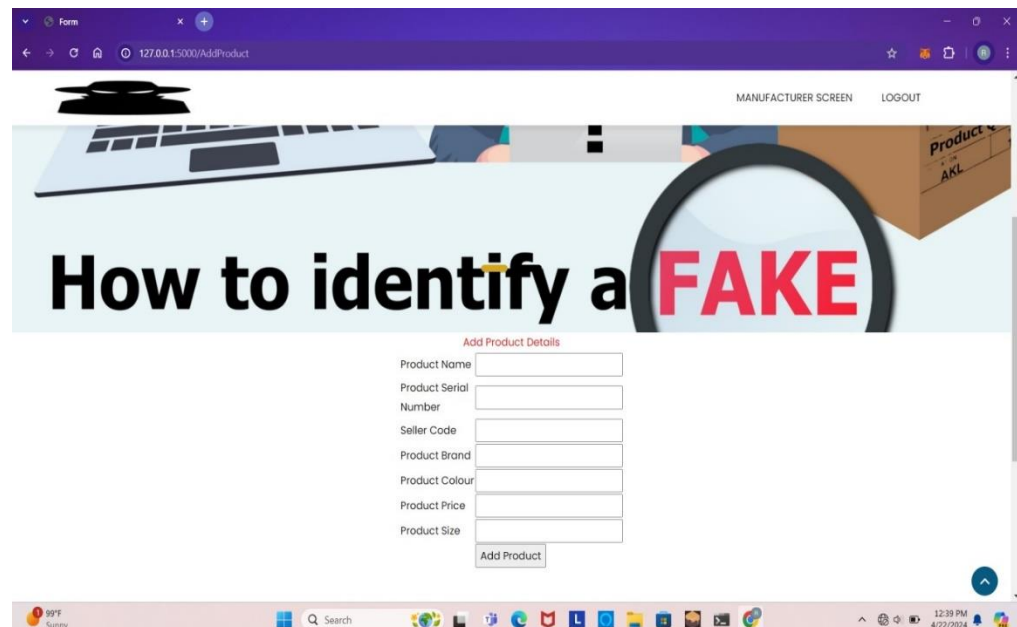 Form
127.0.0.1:5000/AddProduct
MANUFACTURER SCREEN LOGOUT
Product
AKL
How to identify a FAKE
Add Product Details
Product Name
Product Serial
Number
Seller Code
Product Brand
Product Colour
Product Price
Product Size
Add Product
99°F
Sunny
Search
12:39 PM
4/22/2024